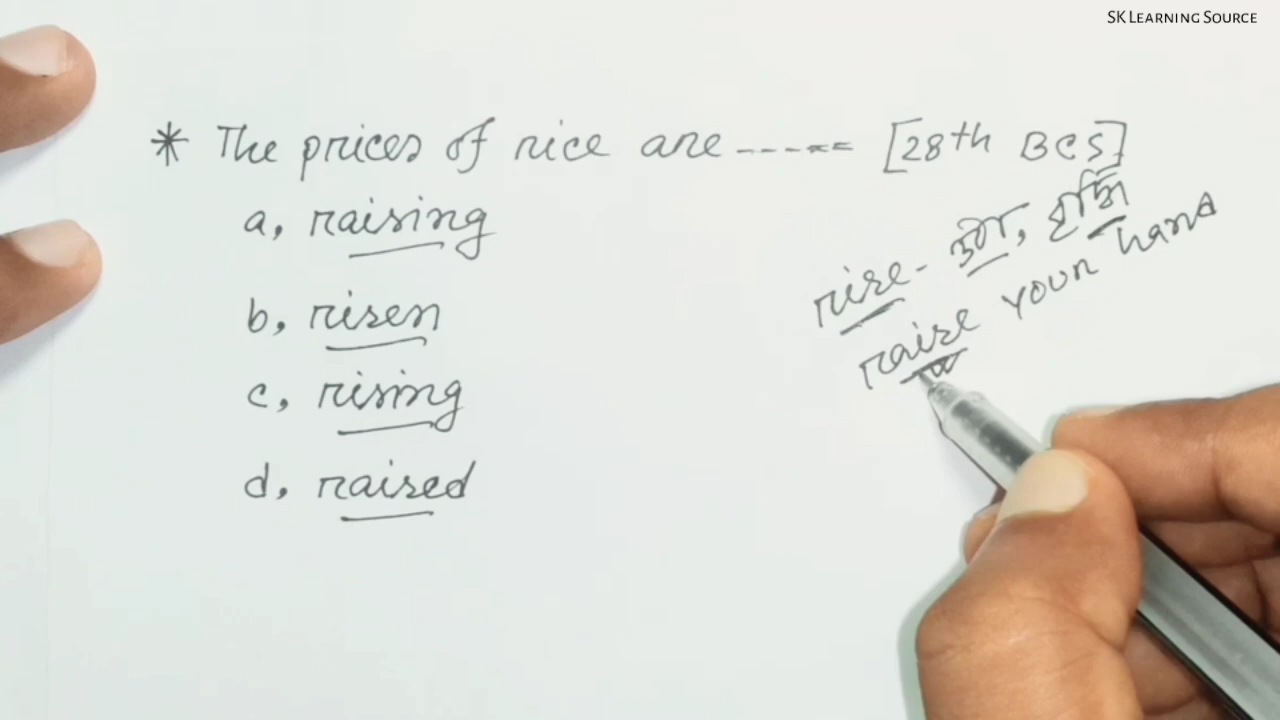 SK LEARNING SOURCE
* The prices of rice are ------ [28th BCS]
a, raising
b, risen
c, rising
d, raised
rise - ওঠা, বৃদ্ধি
raise your hand